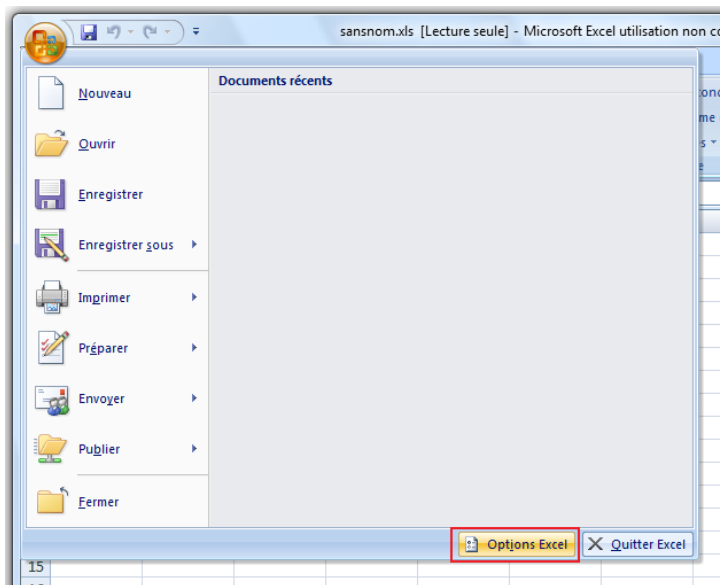 sansnom.xls [Lecture seule] - Microsoft Excel utilisation non co
Documents récents
Nouveau
Ouvrir
Enregistrer
Enregistrer sous
Imprimer
Préparer
Envoyer
Publier
Fermer
Options Excel
Quitter Excel
15